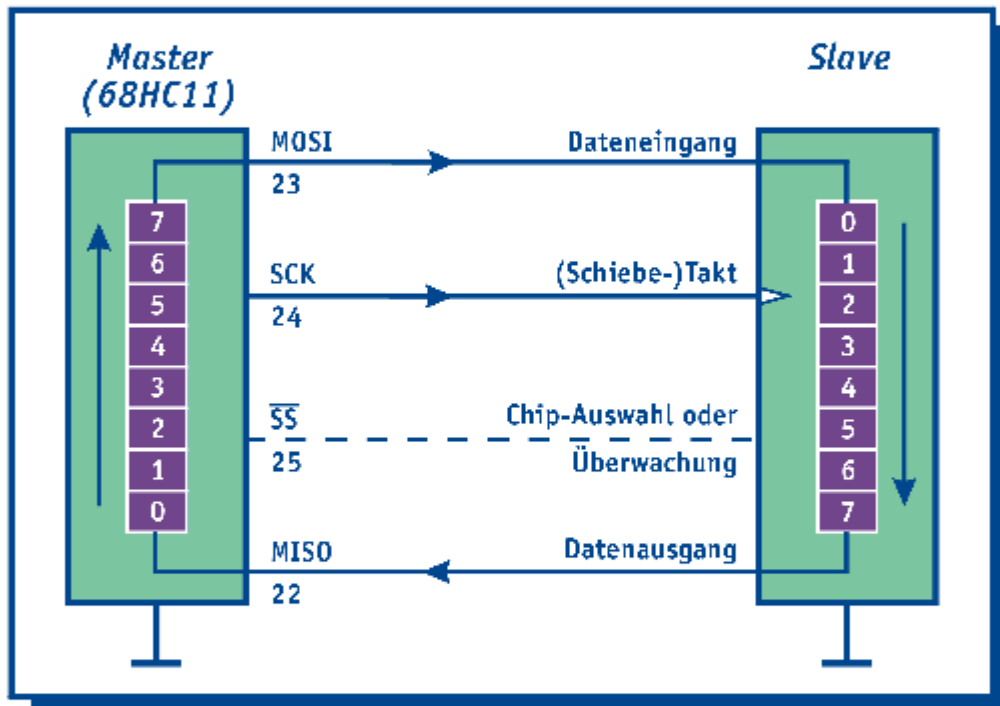 Master
(68HC11)
Slave
MOSI
Dateneingang
23
7
6
5
4
3
2
1
0
0
1
2
3
4
5
6
7
SCK
(Schiebe-)Takt
24
S̅S̅
Chip-Auswahl oder
25
Überwachung
MISO
Datenausgang
22